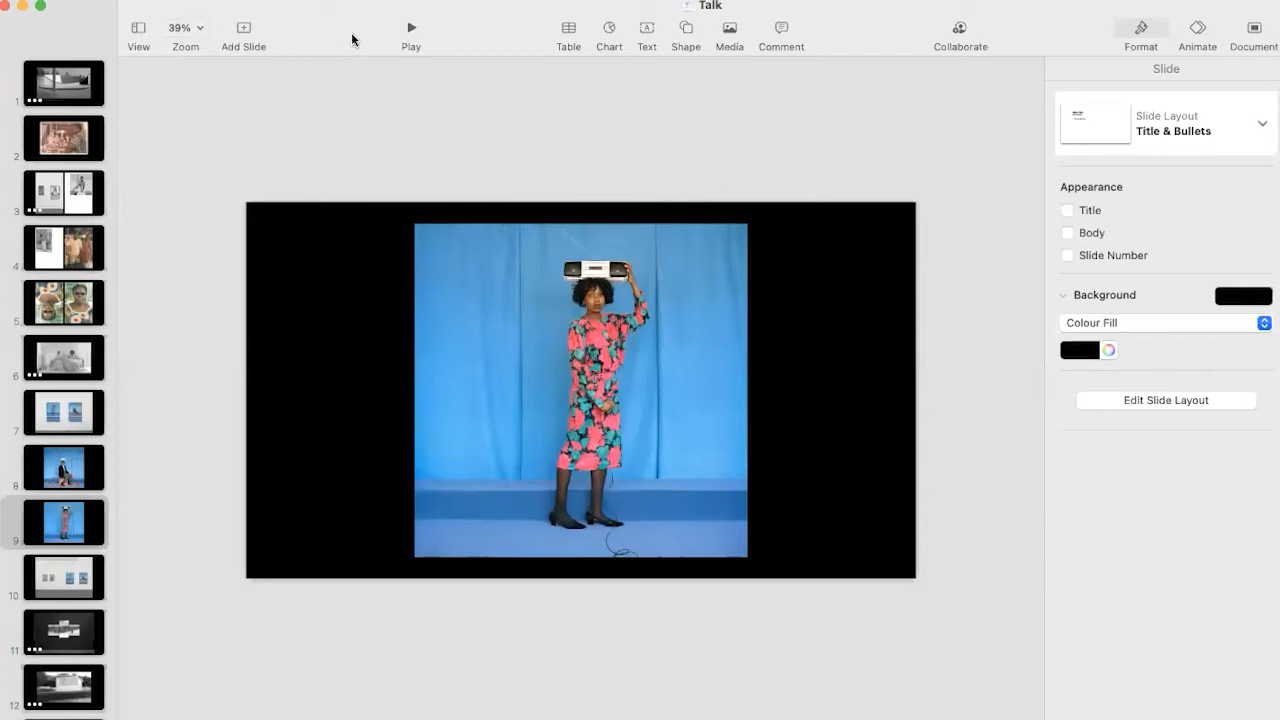 Talk
39%
View
Zoom
Add Slide
Play
Table
Chart
Text
Shape
Media
Comment
Collaborate
Format
Animate
Document
Slide
Slide Layout
Title & Bullets
Appearance
Title
Body
Slide Number
Background
Colour Fill
Edit Slide Layout
1
2
3
4
5
6
7
8
9
10
11
12